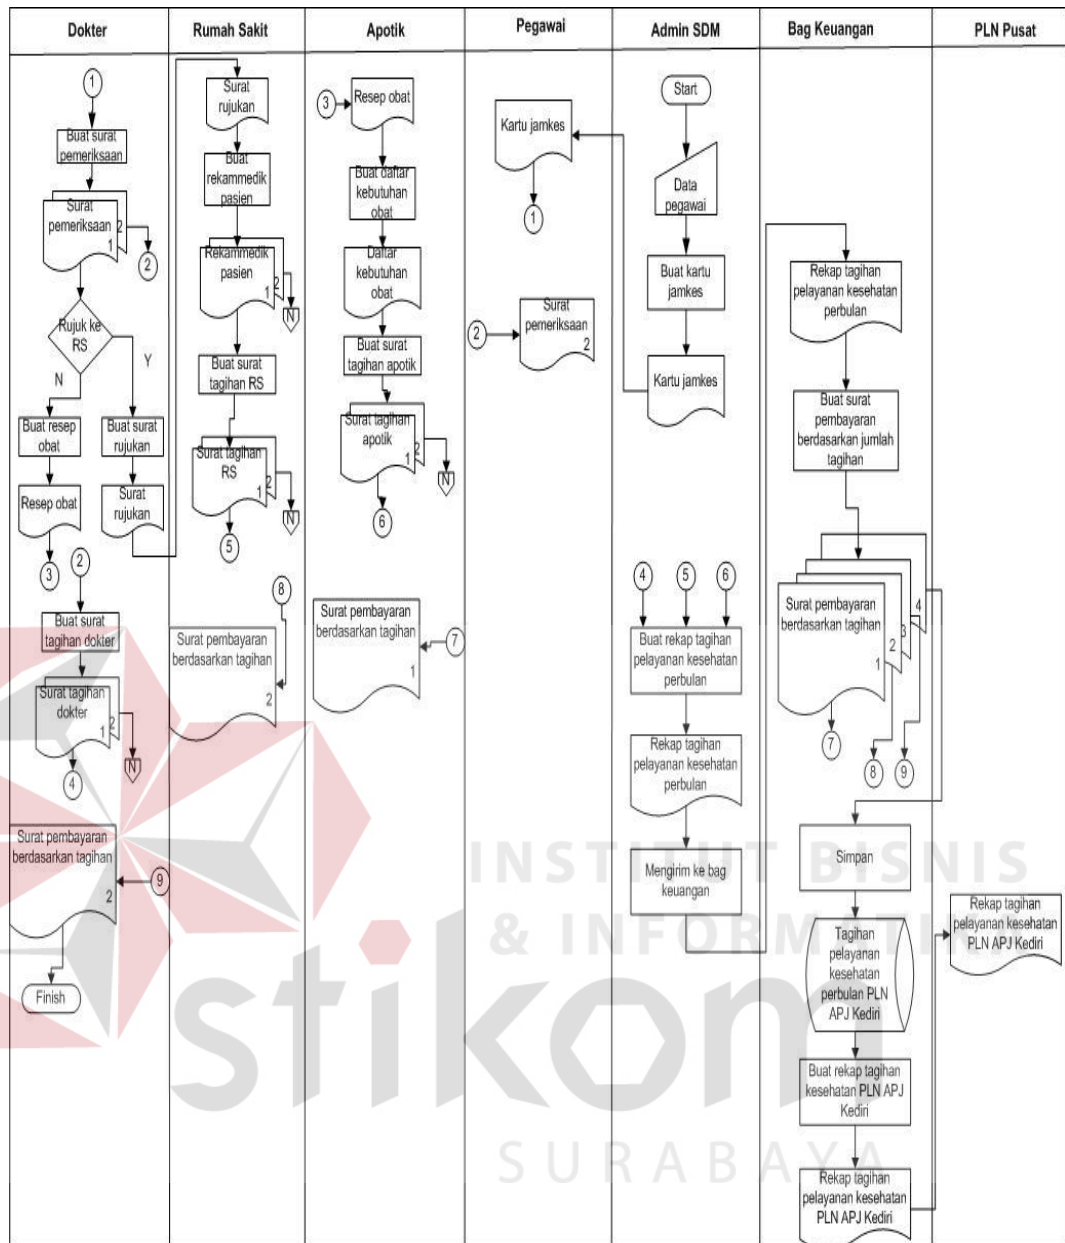 Dokter
Rumah Sakit
Apotik
Pegawai
Admin SDM
Bag Keuangan
PLN Pusat
1
Buat surat
pemeriksaan
Surat
pemeriksaan
1
2
2
Rujuk ke
RS
N
Y
Buat resep
obat
Buat surat
rujukan
Resep obat
Surat
rujukan
3
2
Buat surat
tagihan dokter
Surat tagihan
dokter
1
2
N
4
Surat pembayaran
berdasarkan tagihan
2
9
Finish
Surat
rujukan
Buat
rekammedik
pasien
Rekammedik
pasien
1
2
N
Buat surat
tagihan RS
Surat tagihan
RS
1
2
N
5
8
Surat pembayaran
berdasarkan tagihan
2
3
Resep obat
Buat daftar
kebutuhan
obat
Daftar
kebutuhan
obat
Buat surat
tagihan apotik
Surat tagihan
apotik
1
2
N
6
Surat pembayaran
berdasarkan tagihan
1
7
Kartu jamkes
1
2
Surat
pemeriksaan
2
Start
Data
pegawai
Buat kartu
jamkes
Kartu jamkes
4
5
6
Buat rekap tagihan
pelayanan kesehatan
perbulan
Rekap tagihan
pelayanan kesehatan
perbulan
Mengirim ke bag
keuangan
Rekap tagihan
pelayanan kesehatan
perbulan
Buat surat
pembayaran
berdasarkan jumlah
tagihan
Surat pembayaran
berdasarkan tagihan
1
2
3
4
7
8
9
Simpan
Tagihan
pelayanan
kesehatan
perbulan PLN
APJ Kediri
Buat rekap tagihan
kesehatan PLN APJ
Kediri
Rekap tagihan
pelayanan kesehatan
PLN APJ Kediri
Rekap tagihan
pelayanan kesehatan
PLN APJ Kediri
INSTITUT BISNIS
& INFORMATIKA
stikom
SURABAYA